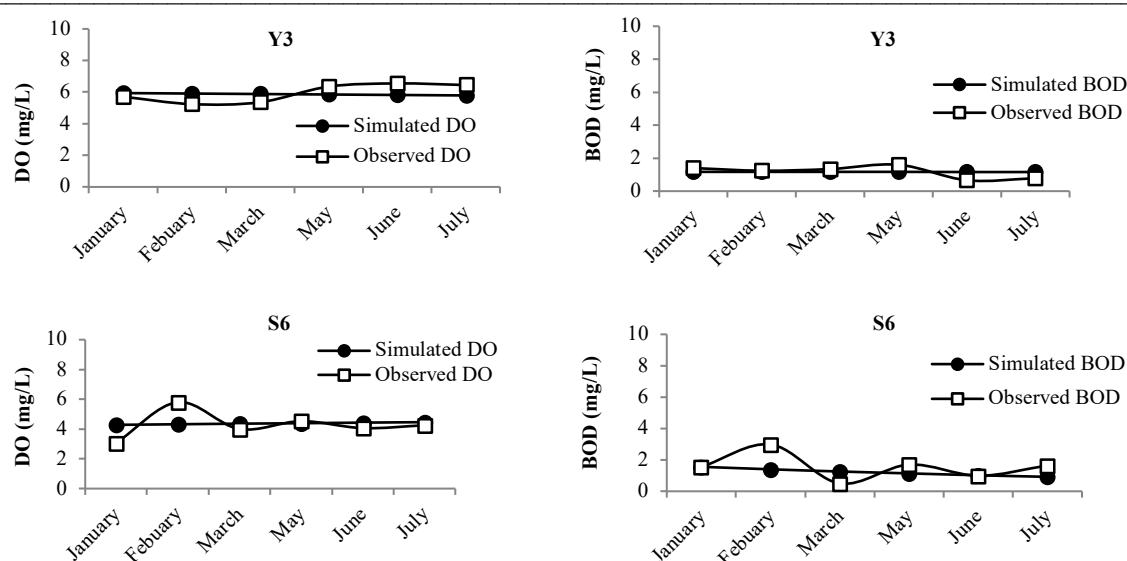 Y3
DO (mg/L)
10
8
6
4
2
0
Simulated DO
Observed DO
January
Febuary
March
May
June
July
Y3
BOD (mg/L)
10
8
6
4
2
0
Simulated BOD
Observed BOD
January
Febuary
March
May
June
July
S6
DO (mg/L)
10
8
6
4
2
0
Simulated DO
Observed DO
January
Febuary
March
May
June
July
S6
BOD (mg/L)
10
8
6
4
2
0
Simulated BOD
Observed BOD
January
Febuary
March
May
June
July